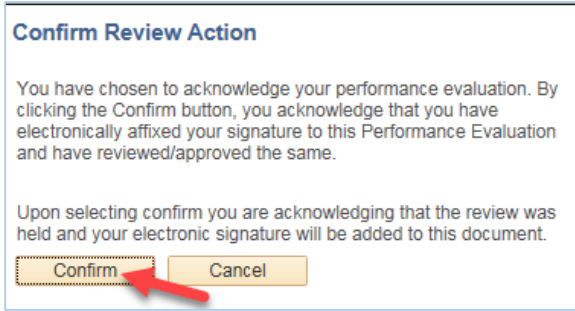 Confirm Review Action
You have chosen to acknowledge your performance evaluation. By
clicking the Confirm button, you acknowledge that you have
electronically affixed your signature to this Performance Evaluation
and have reviewed/approved the same.
Upon selecting confirm you are acknowledging that the review was
held and your electronic signature will be added to this document.
Confirm Cancel